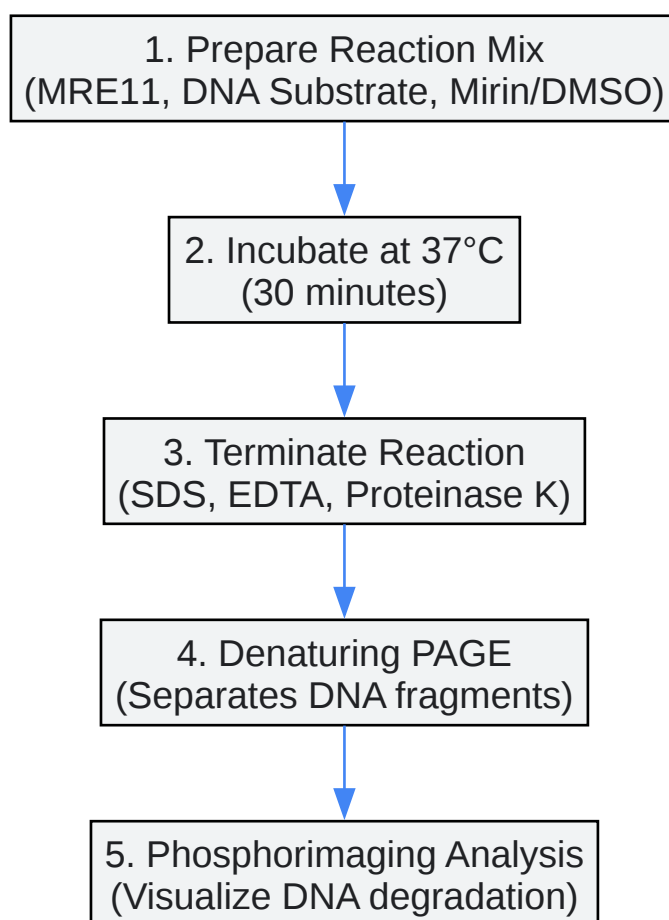 1. Prepare Reaction Mix
(MRE11, DNA Substrate, Mirin/DMSO)
2. Incubate at 37°C
(30 minutes)
3. Terminate Reaction
(SDS, EDTA, Proteinase K)
4. Denaturing PAGE
(Separates DNA fragments)
5. Phosphorimaging Analysis
(Visualize DNA degradation)